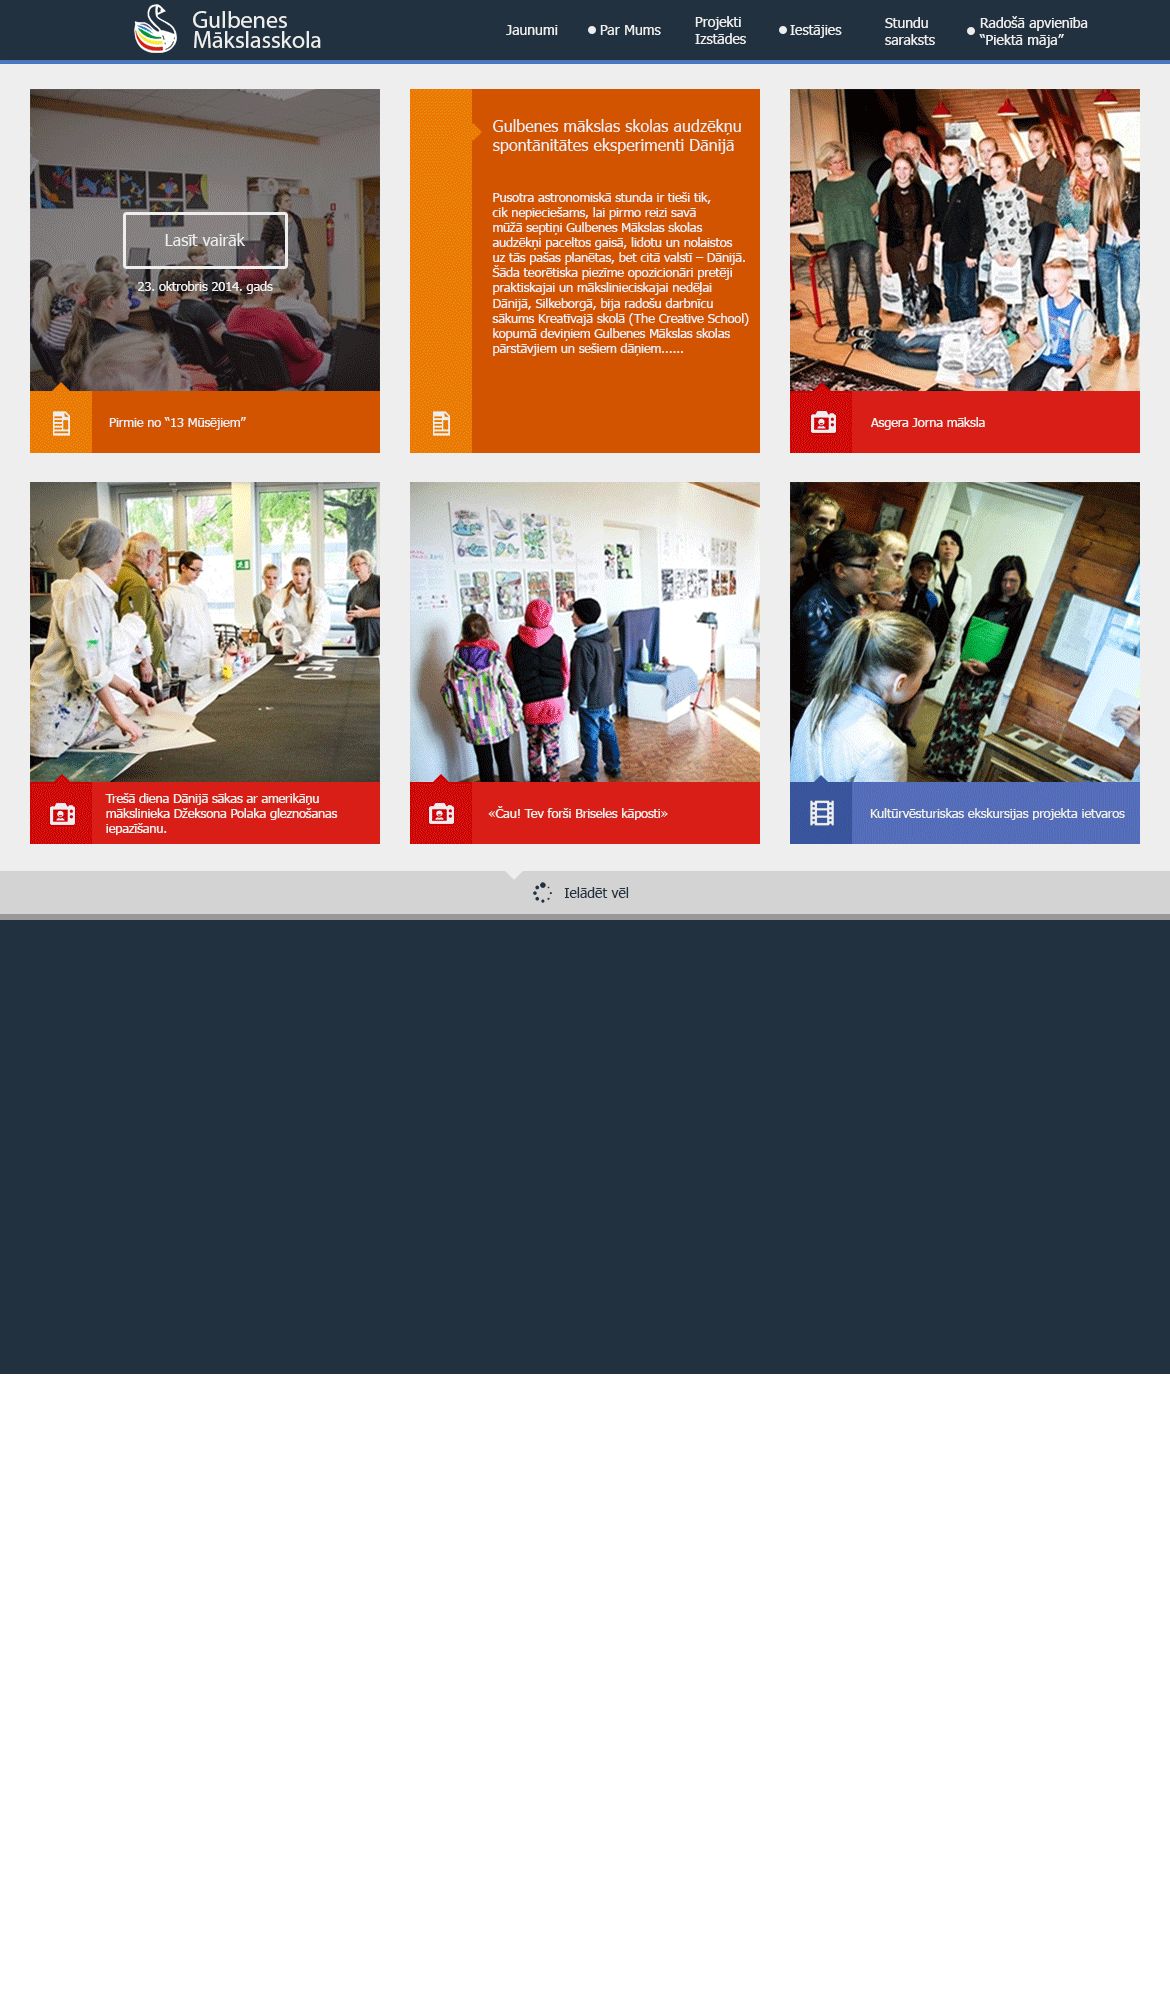 Gulbenes
Mākslasskola
Jaunumi
Par Mums
Projekti
Izstādes
Iestājies
Stundu
saraksts
Radošā apvienība
“Piektā māja”
Lasīt vairāk
23. oktrobris 2014. gads
Pirmie no “13 Mūsējiem”
Gulbenes mākslas skolas audzēkņu
spontānitātes eksperimenti Dānijā
Pusotra astronomiskā stunda ir tieši tik,
cik nepieciešams, lai pirmo reizi savā
mūžā septiņi Gulbenes Mākslas skolas
audzēkņi paceltos gaisā, lidotu un nolaistos
uz tās pašas planētas, bet citā valstī – Dānijā.
Šāda teorētiska piezīme opozicionāri pretēji
praktiskajai un mākslinieciskajai nedēļai
Dānijā, Silkeborgā, bija radošu darbnīcu
sākums Kreatīvajā skolā (The Creative School)
kopumā deviņiem Gulbenes Mākslas skolas
pārstāvjiem un sešiem dāņiem......
Asgera Jorna māksla
Trešā diena Dānijā sākas ar amerikāņu
mākslinieka Džeksona Polaka gleznošanas
iepazīšanu.
«Čau! Tev forši Briseles kāposti»
Kultūrvēsturiskas ekskursijas projekta ietvaros
Ielādēt vēl